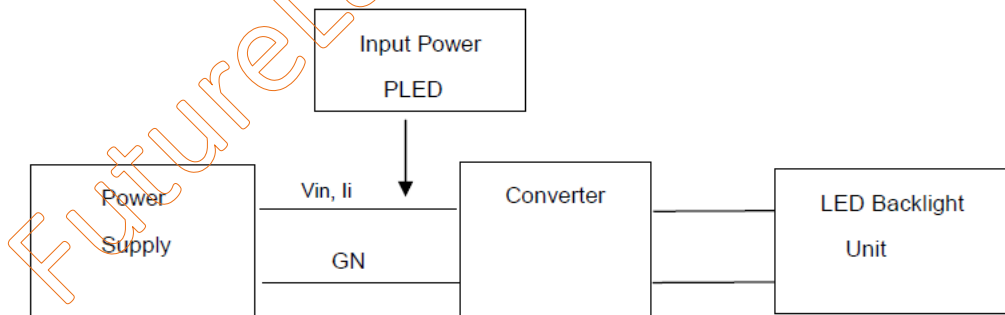 Input Power
PLED
Power
Supply
Vin, Ii
GN
Converter
LED Backlight
Unit